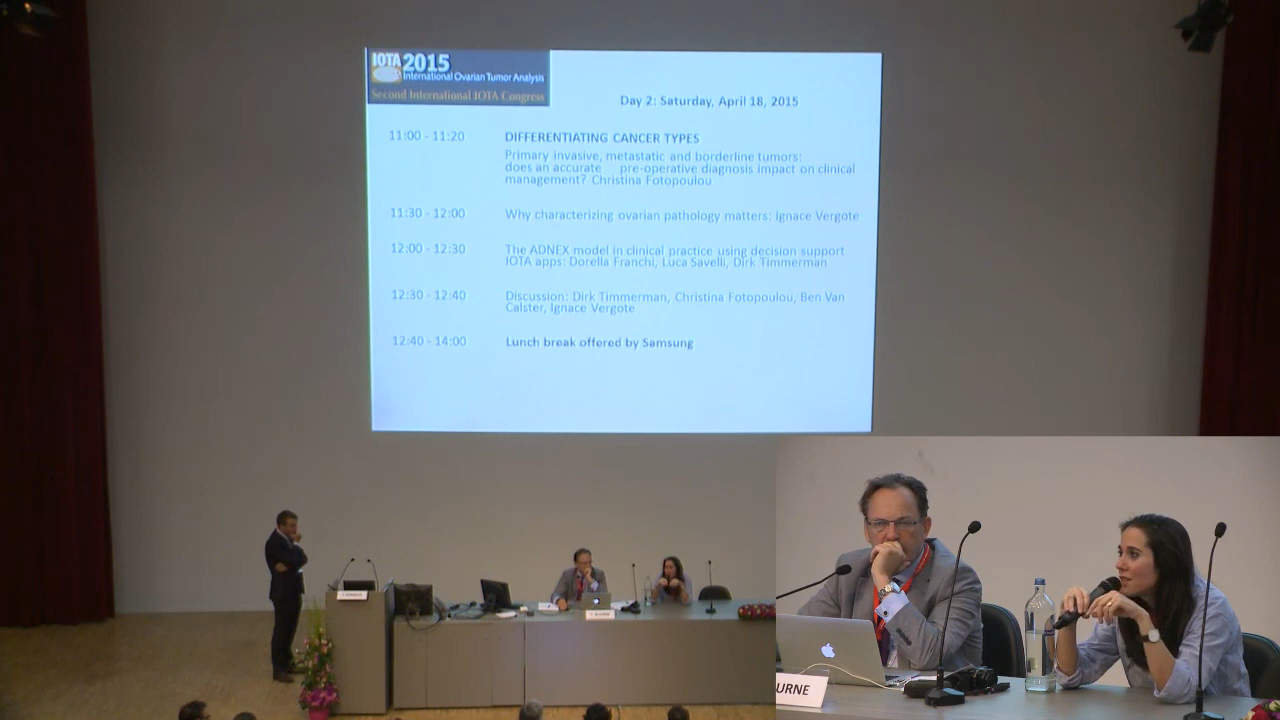 IOTA 2015
International Ovarian Tumor Analysis
Second International IOTA Congress
Day 2: Saturday, April 18, 2015
11:00 - 11:20 DIFFERENTIATING CANCER TYPES
Primary invasive, metastatic and borderline tumors:
does an accurate pre-operative diagnosis impact on clinical
management? Christina Fotopoulou
11:30 - 12:00 Why characterizing ovarian pathology matters: Ignace Vergote
12:00 - 12:30 The ADNEX model in clinical practice using decision support
IOTA apps: Dorella Franchi, Luca Savelli, Dirk Timmerman
12:30 - 12:40 Discussion: Dirk Timmerman, Christina Fotopoulou, Ben Van
Calster, Ignace Vergote
12:40 - 14:00 Lunch break offered by Samsung
URNE